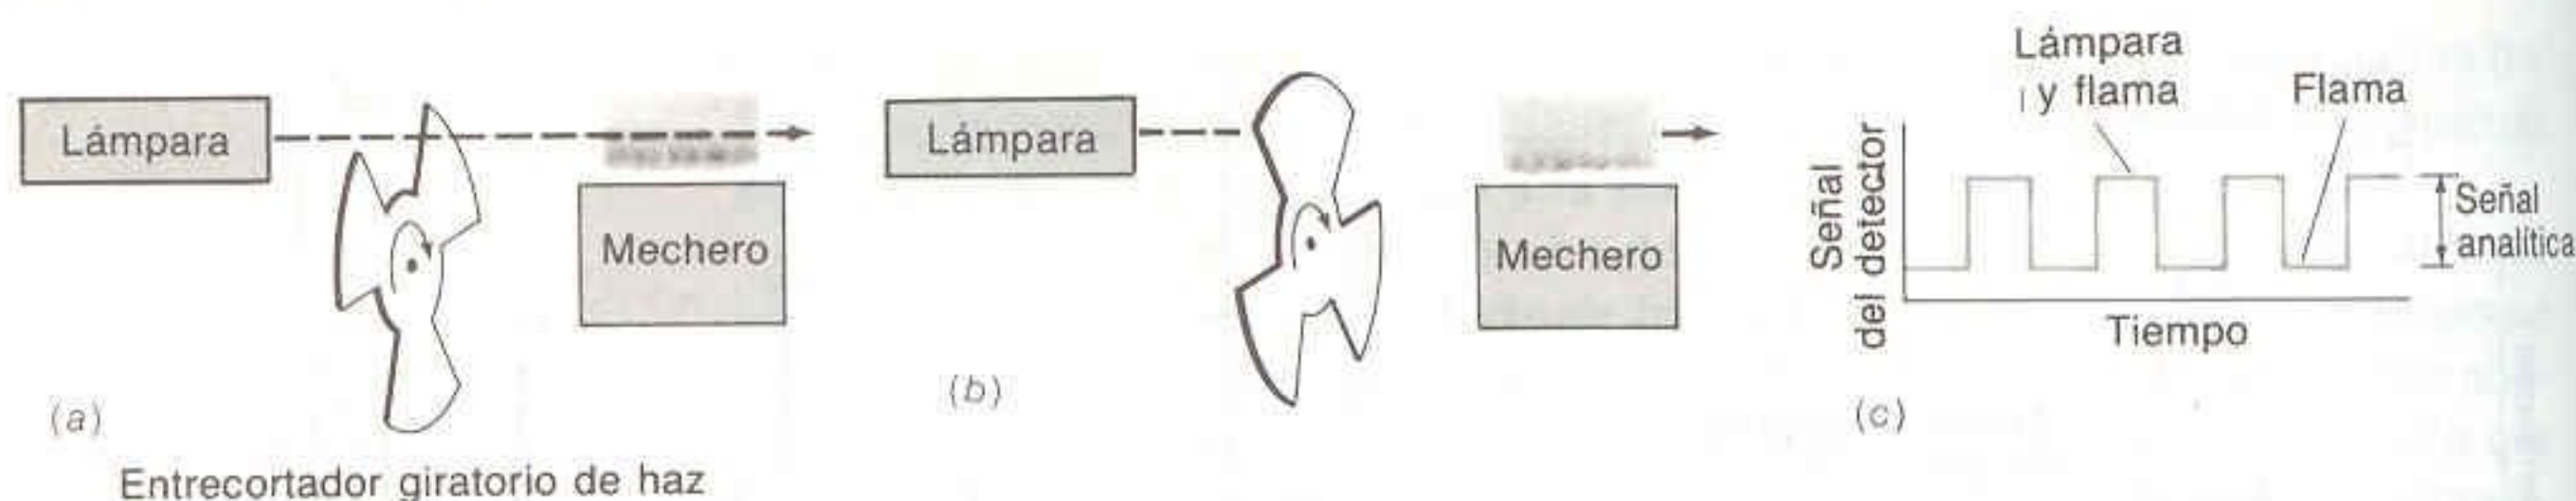 Lámpara
Mechero
(a)
Entrecortador giratorio de haz
Lámpara
Mechero
(b)
Lámpara
y flama
Flama
Señal
del detector
Señal
analítica
Tiempo
(c)